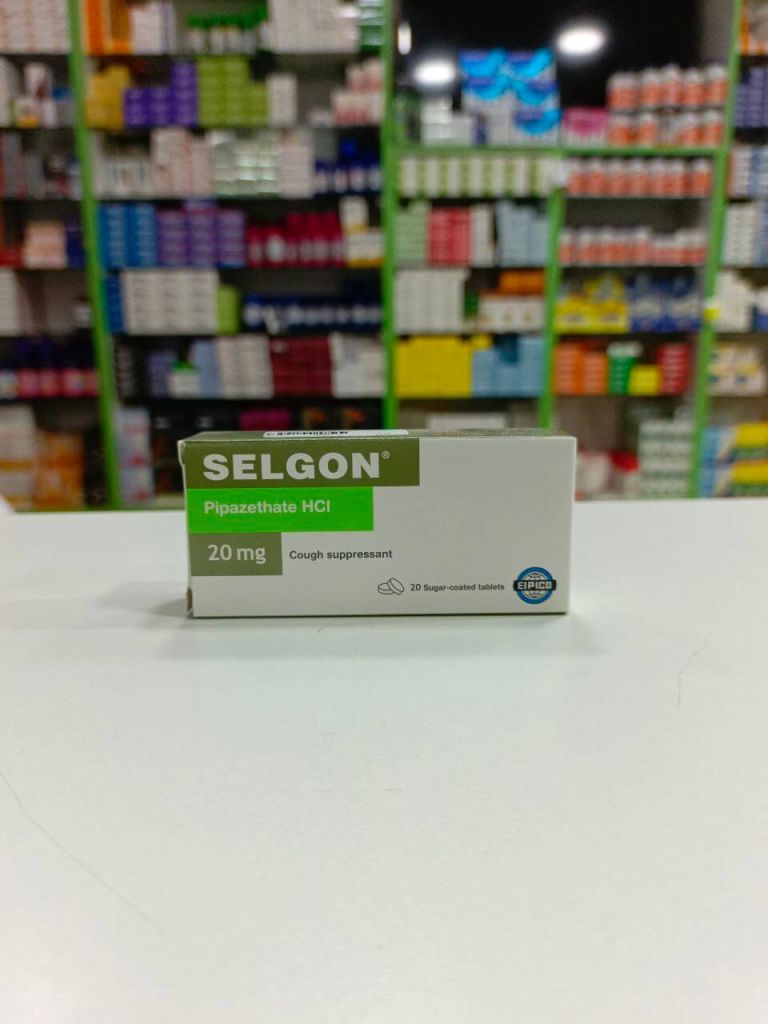 SELGON®
Pipazethate HCl
20 mg
Cough suppressant
20 Sugar-coated tablets
EIPICO